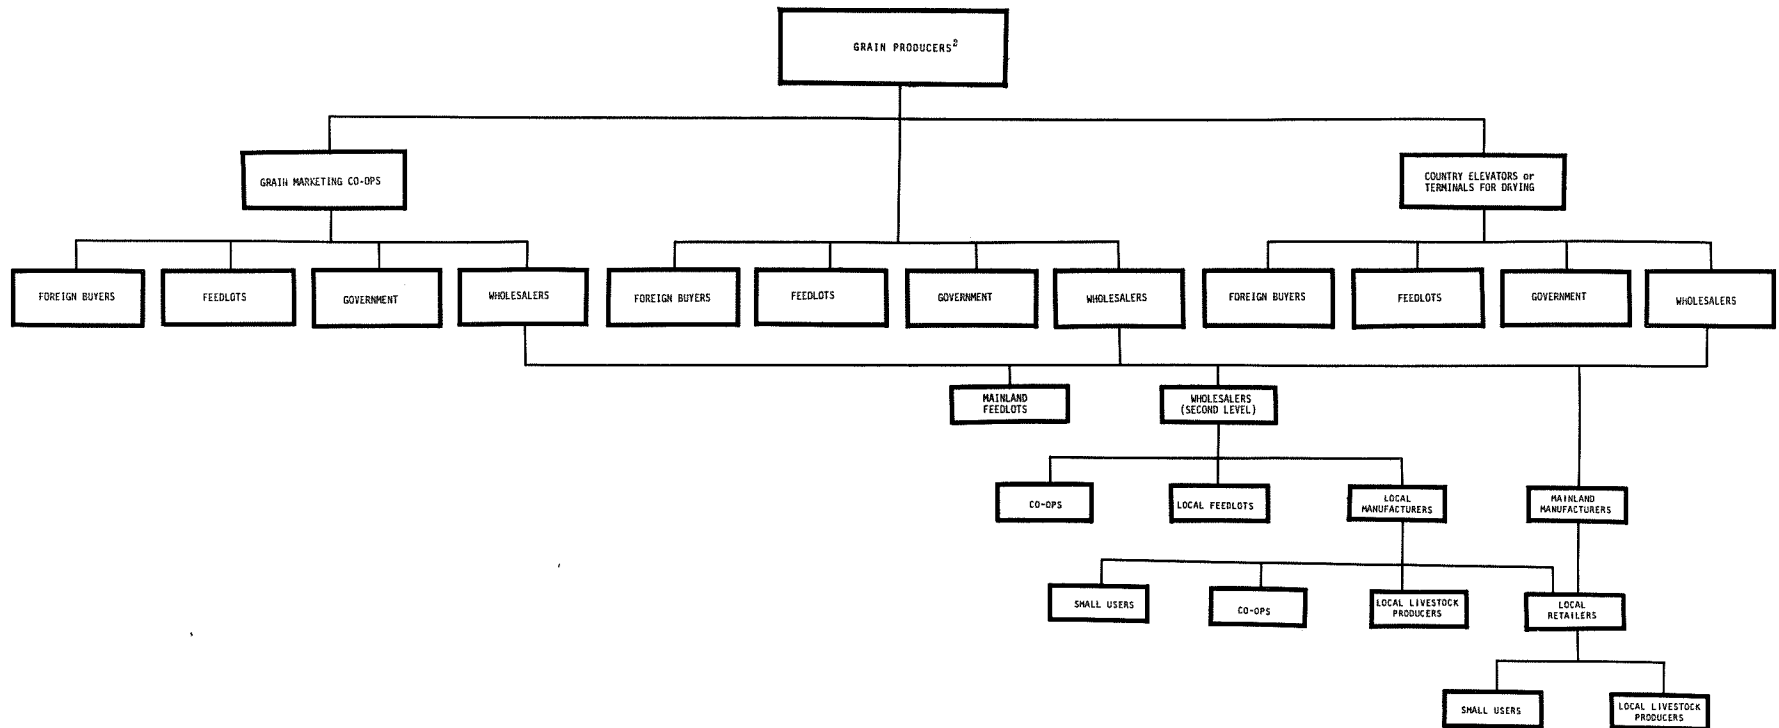 GRAIN PRODUCERS²
GRAIN MARKETING CO-OPS
COUNTRY ELEVATORS or
TERMINALS FOR DRYING
FOREIGN BUYERS
FEEDLOTS
GOVERNMENT
WHOLESALERS
FOREIGN BUYERS
FEEDLOTS
GOVERNMENT
WHOLESALERS
FOREIGN BUYERS
FEEDLOTS
GOVERNMENT
WHOLESALERS
MAINLAND
FEEDLOTS
WHOLESALERS
(SECOND LEVEL)
CO-OPS
LOCAL FEEDLOTS
LOCAL
MANUFACTURERS
MAINLAND
MANUFACTURERS
SMALL USERS
CO-OPS
LOCAL LIVESTOCK
PRODUCERS
LOCAL
RETAILERS
SMALL USERS
LOCAL LIVESTOCK
PRODUCERS